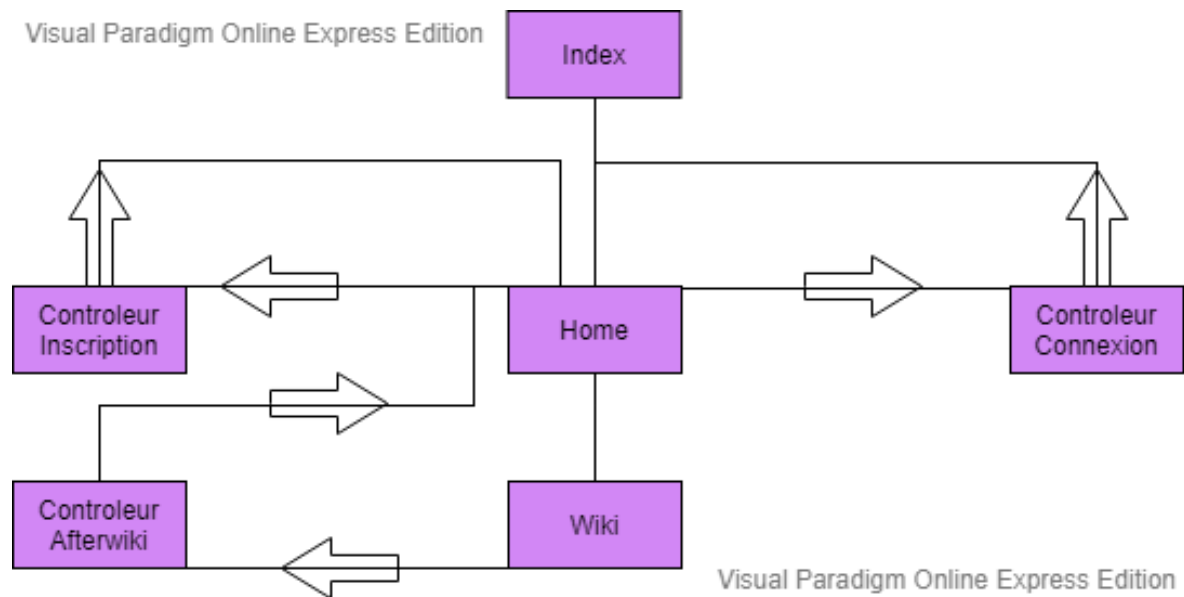 Visual Paradigm Online Express Edition
Index
Controleur
Inscription
Home
Controleur
Connexion
Controleur
Afterwiki
Wiki
Visual Paradigm Online Express Edition